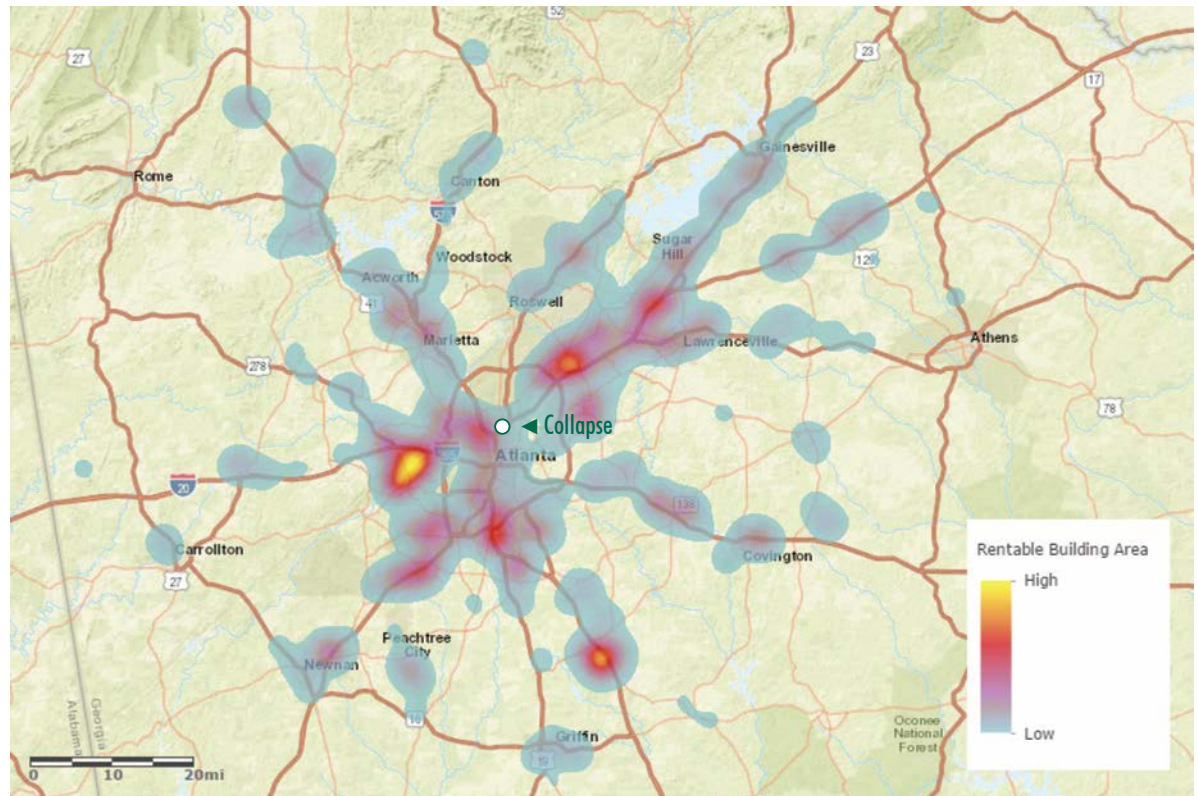 52
27
23
17
Gainesville
Rome
Canton
Sugar
Hill
Woodstock
129
Acworth
41
Roswell
Marietta
Lawrenceville
Athens
278
78
◄ Collapse
Atlanta
20
138
Carrollton
Covington
27
Peachtree
City
Newnan
16
Griffin
19
Oconee
National
Forest
Alabama
Georgia
0 10 20mi
Rentable Building Area
High
Low